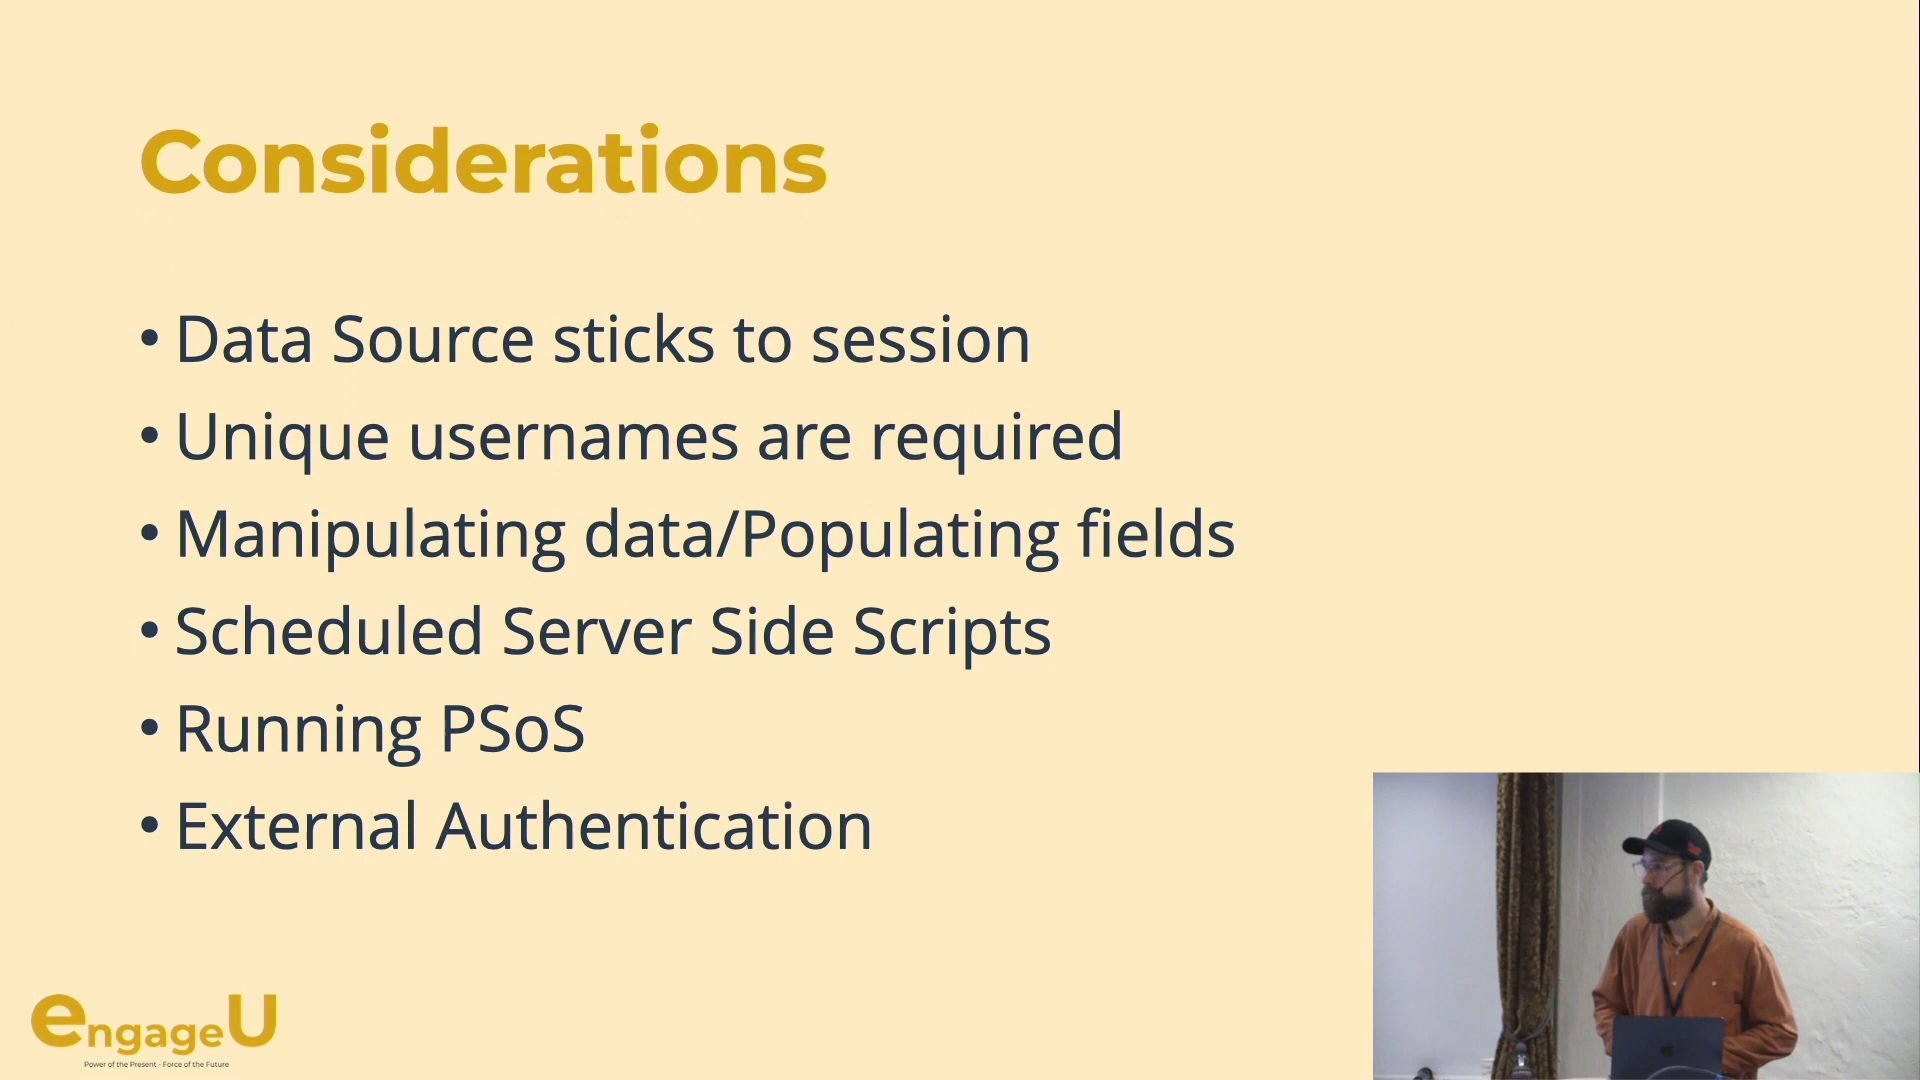 Considerations
• Data Source sticks to session
• Unique usernames are required
• Manipulating data/Populating fields
• Scheduled Server Side Scripts
• Running PSoS
• External Authentication
engageU
Power of the Present - Force of the Future